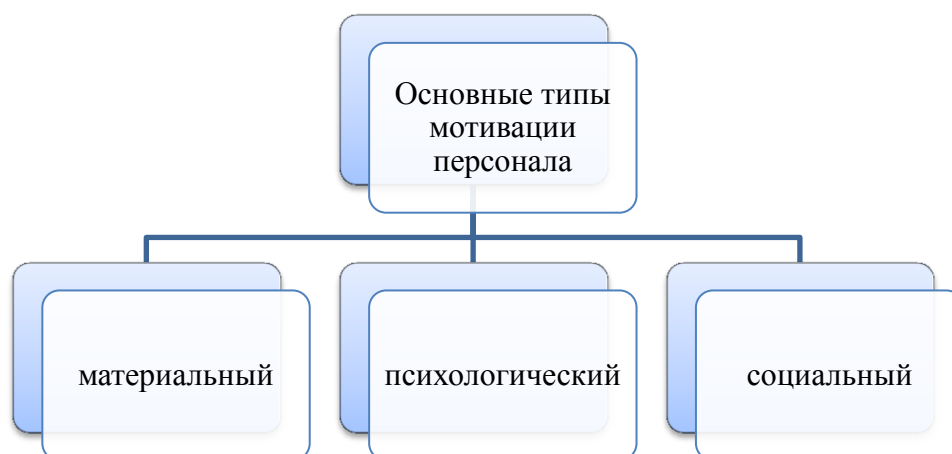 Основные типы
мотивации
персонала
материальный
психологический
социальный